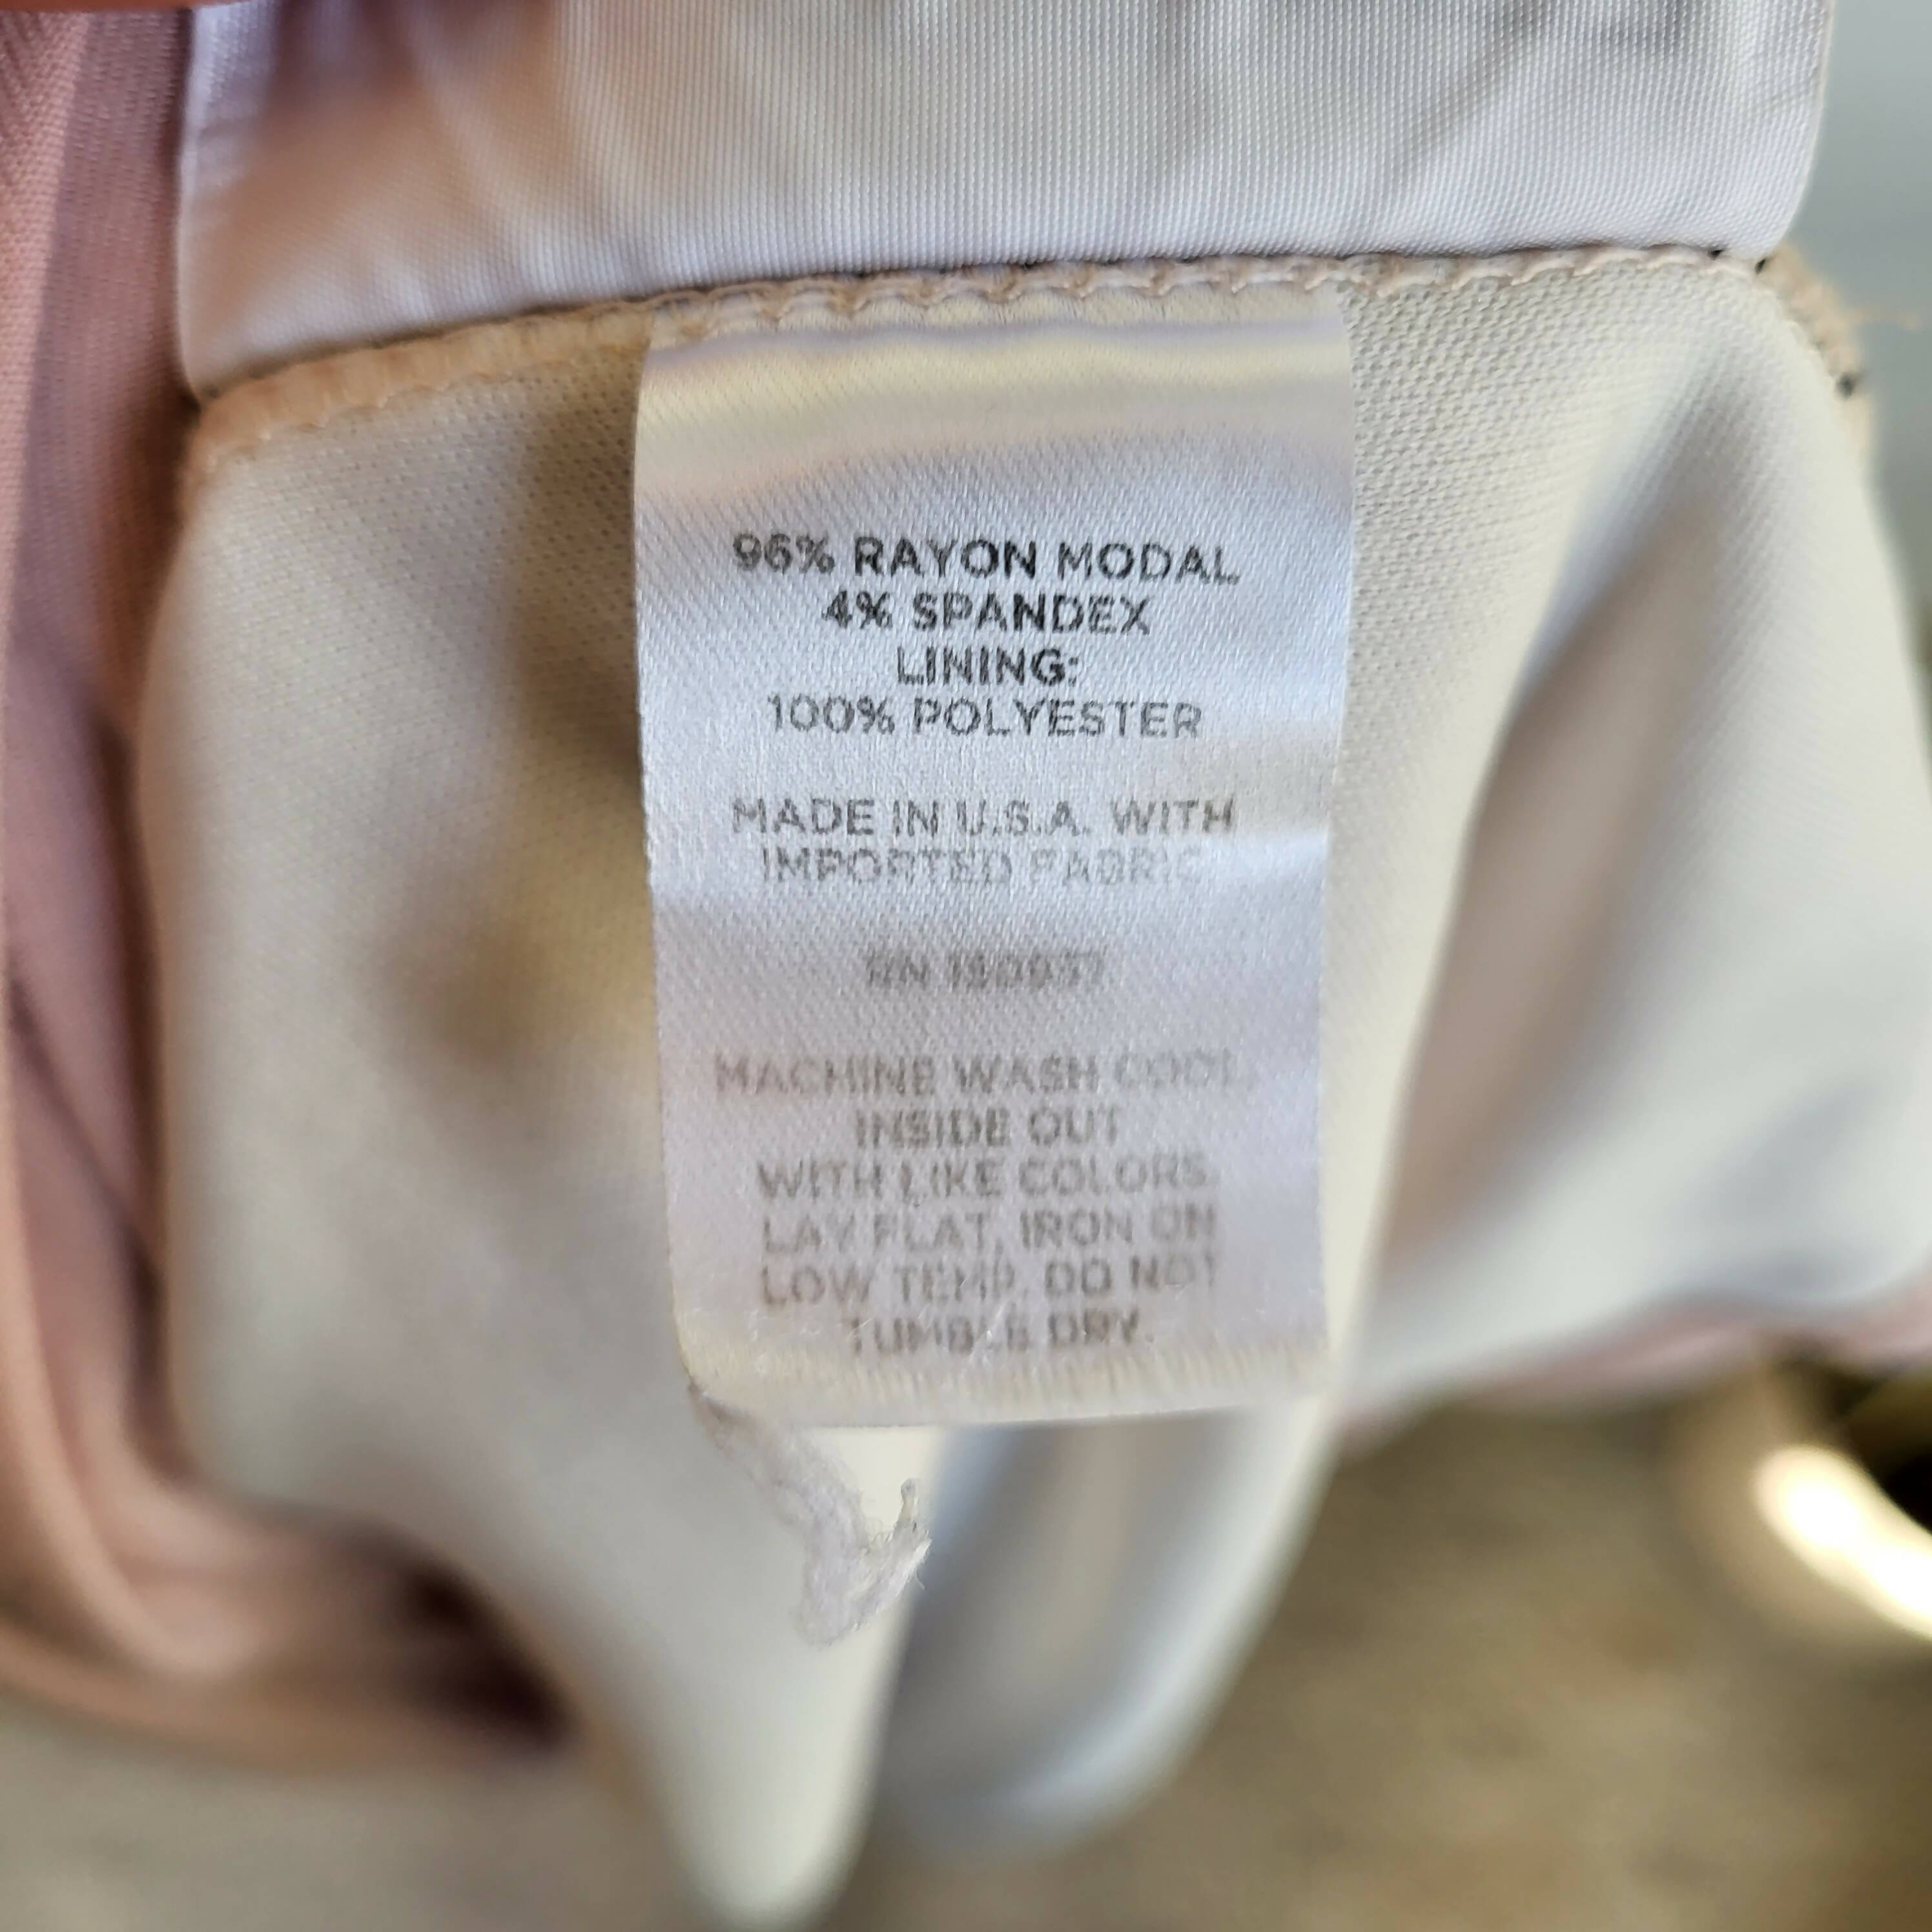 96% RAYON MODAL
4% SPANDEX
LINING:
100% POLYESTER
MADE IN U.S.A. WITH
IMPORTED FABRIC
RN
MACHINE WASH COOL,
INSIDE OUT
WITH LIKE COLORS.
LAY FLAT, IRON ON
LOW TEMP. DO NOT
TUMBLE DRY.